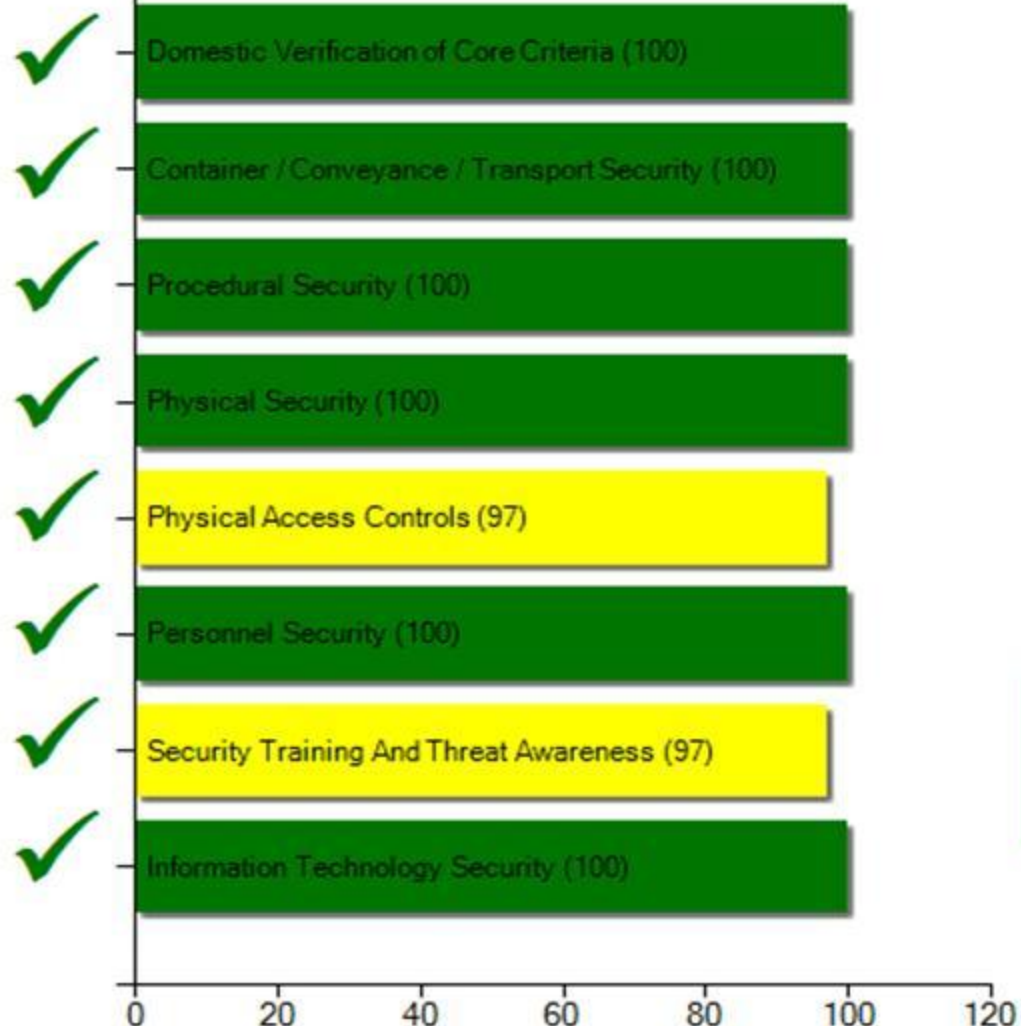 Domestic Verification of Core Criteria (100)
Container / Conveyance / Transport Security (100)
Procedural Security (100)
Physical Security (100)
Physical Access Controls (97)
Personnel Security (100)
Security Training And Threat Awareness (97)
Information Technology Security (100)
0 20 40 60 80 100 120